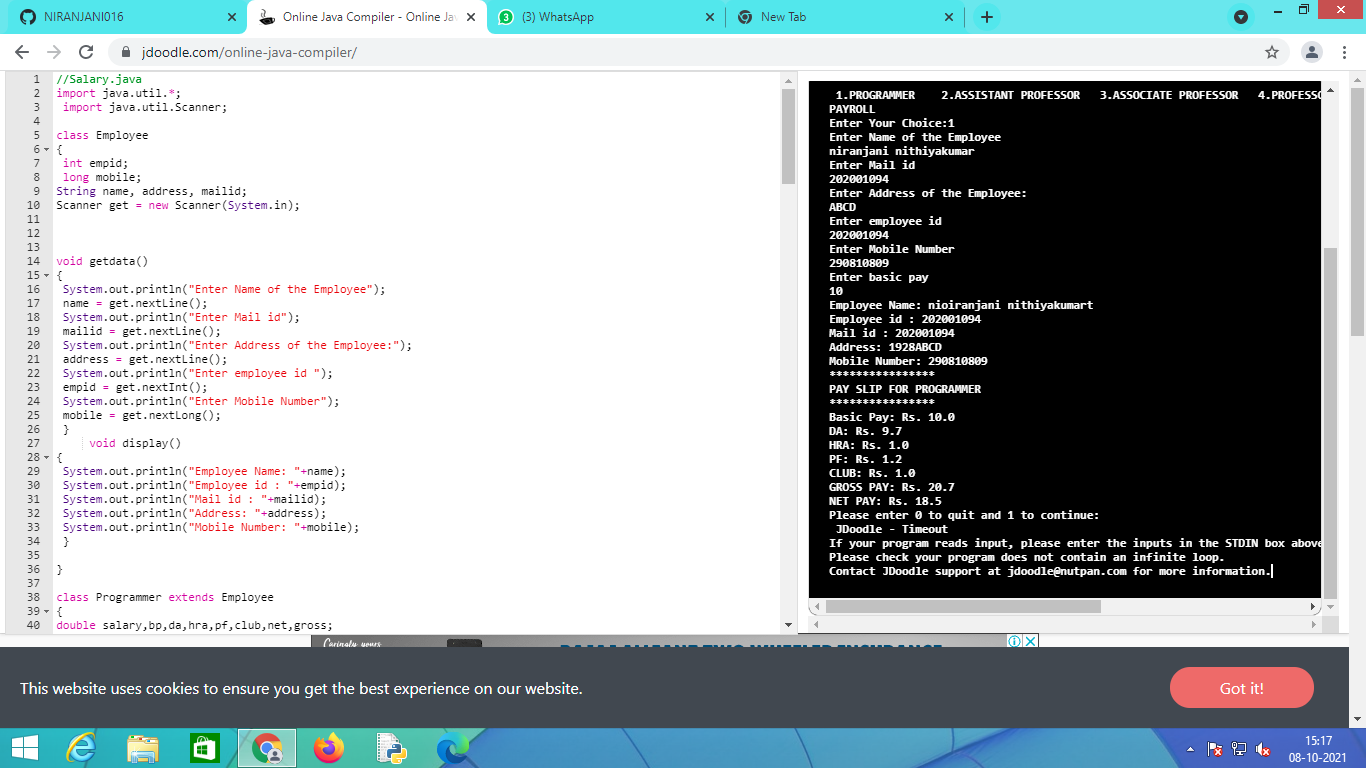 NIRANJANI016
Online Java Compiler - Online Jav
(3) WhatsApp
New Tab
jdoodle.com/online-java-compiler/
1 //Salary.java
2 import java.util.*;
3 import java.util.Scanner;
4
5 class Employee
6 {
7 int empid;
8 long mobile;
9 String name, address, mailid;
10 Scanner get = new Scanner(System.in);
11
12
13
14 void getdata()
15 {
16 System.out.println("Enter Name of the Employee");
17 name = get.nextLine();
18 System.out.println("Enter Mail id");
19 mailid = get.nextLine();
20 System.out.println("Enter Address of the Employee:");
21 address = get.nextLine();
22 System.out.println("Enter employee id ");
23 empid = get.nextInt();
24 System.out.println("Enter Mobile Number");
25 mobile = get.nextLong();
26 }
27 void display()
28 {
29 System.out.println("Employee Name: "+name);
30 System.out.println("Employee id : "+empid);
31 System.out.println("Mail id : "+mailid);
32 System.out.println("Address: "+address);
33 System.out.println("Mobile Number: "+mobile);
34 }
35
36 }
37
38 class Programmer extends Employee
39 {
40 double salary,bp,da,hra,pf,club,net,gross;
1.PROGRAMMER 2.ASSISTANT PROFESSOR 3.ASSOCIATE PROFESSOR 4.PROFESSO
PAYROLL
Enter Your Choice:1
Enter Name of the Employee
niranjani nithiyakumar
Enter Mail id
202001094
Enter Address of the Employee:
ABCD
Enter employee id
202001094
Enter Mobile Number
290810809
Enter basic pay
10
Employee Name: nioiranjani nithiyakumart
Employee id : 202001094
Mail id : 202001094
Address: 1928ABCD
Mobile Number: 290810809
****************
PAY SLIP FOR PROGRAMMER
****************
Basic Pay: Rs. 10.0
DA: Rs. 9.7
HRA: Rs. 1.0
PF: Rs. 1.2
CLUB: Rs. 1.0
GROSS PAY: Rs. 20.7
NET PAY: Rs. 18.5
Please enter 0 to quit and 1 to continue:
JDoodle - Timeout
If your program reads input, please enter the inputs in the STDIN box above
Please check your program does not contain an infinite loop.
Contact JDoodle support at jdoodle@nutpan.com for more information.
Caringly yours
This website uses cookies to ensure you get the best experience on our website.
Got it!
15:17
08-10-2021